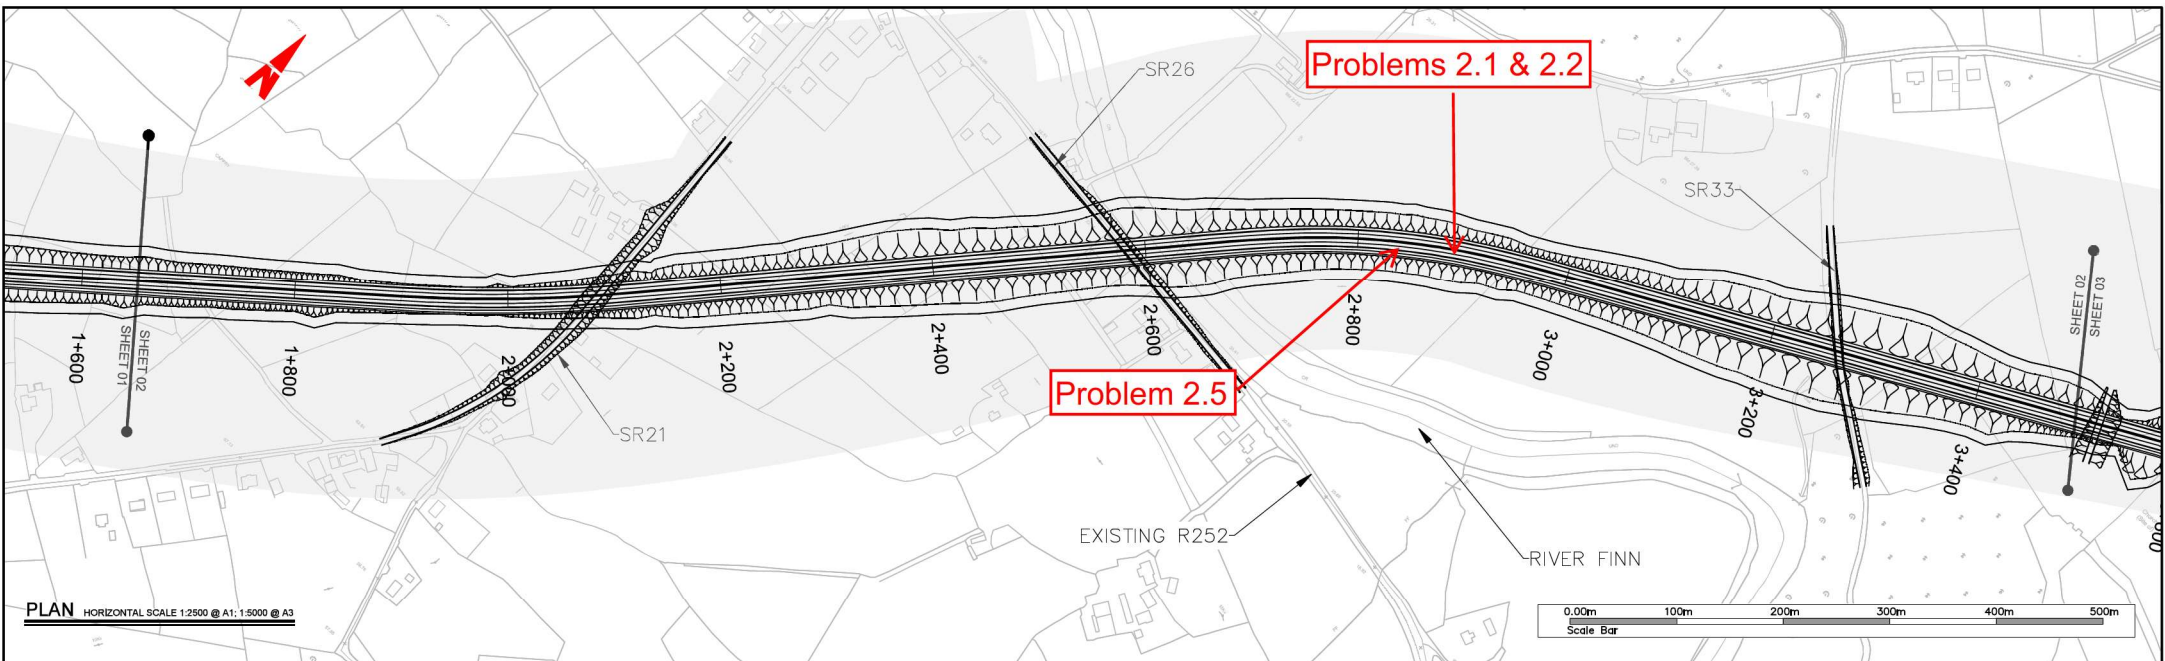 N
Problems 2.1 & 2.2
SR26
SR33
SHEET 01
SHEET 02
1+600
1+800
2+000
2+200
2+400
2+600
2+800
3+000
3+200
3+400
SHEET 02
SHEET 03
Problem 2.5
SR21
EXISTING R252
RIVER FINN
PLAN HORIZONTAL SCALE 1:2500 @ A1; 1:5000 @ A3
0.00m 100m 200m 300m 400m 500m
Scale Bar